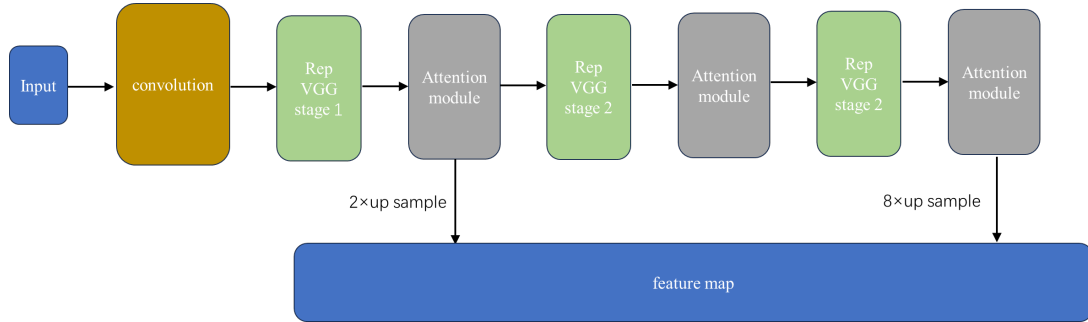 Input
convolution
Rep
VGG
stage 1
Attention
module
Rep
VGG
stage 2
Attention
module
Rep
VGG
stage 2
Attention
module
2×up sample
8×up sample
feature map